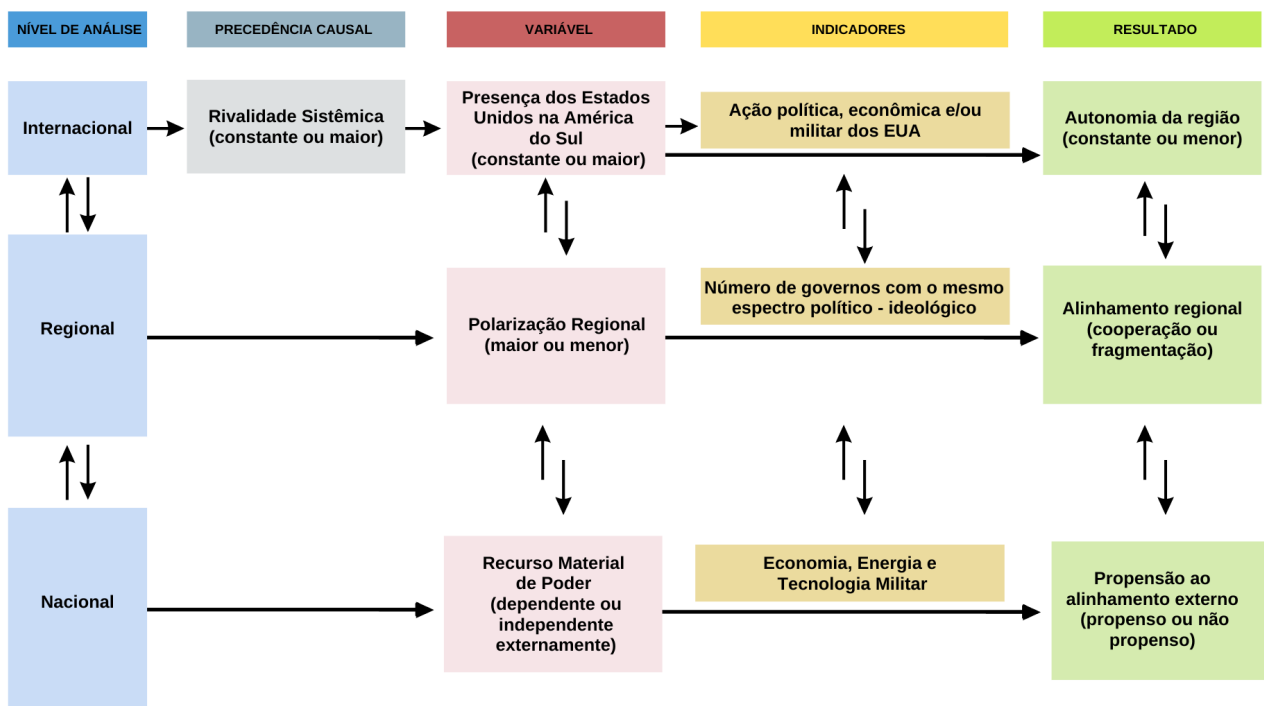 NÍVEL DE ANÁLISE
PRECEDÊNCIA CAUSAL
VARIÁVEL
INDICADORES
RESULTADO
Internacional
Rivalidade Sistêmica
(constante ou maior)
Presença dos Estados
Unidos na América
do Sul
(constante ou maior)
Ação política, econômica e/ou
militar dos EUA
Autonomia da região
(constante ou menor)
Regional
Polarização Regional
(maior ou menor)
Número de governos com o mesmo
espectro político - ideológico
Alinhamento regional
(cooperação ou
fragmentação)
Nacional
Recurso Material
de Poder
(dependente ou
independente
externamente)
Economia, Energia e
Tecnologia Militar
Propensão ao
alinhamento externo
(propenso ou não
propenso)